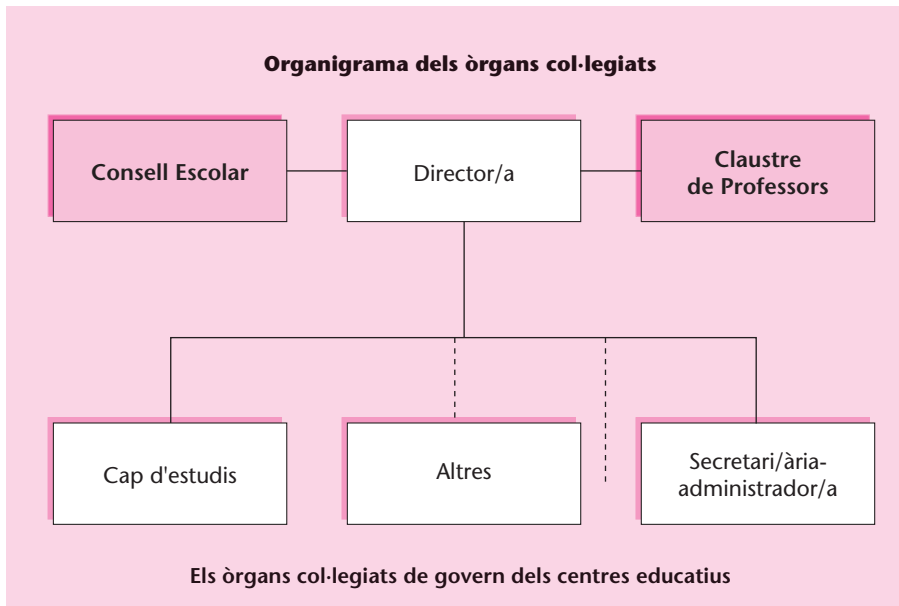 Organigrama dels òrgans col·legiats
Consell Escolar
Director/a
Claustre
de Professors
Cap d'estudis
Altres
Secretari/ària-
administrador/a
Els òrgans col·legiats de govern dels centres educatius